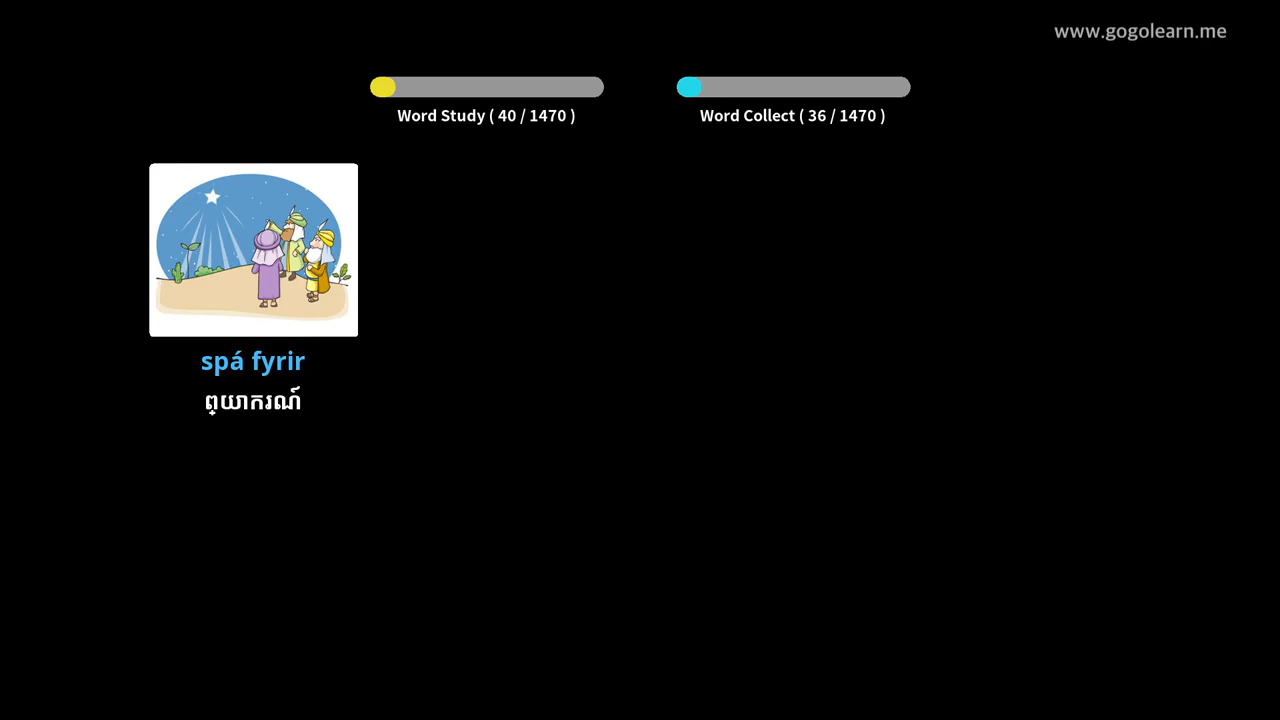 www.gogolearn.me
Word Study ( 40 / 1470 )
Word Collect ( 36 / 1470 )
spá fyrir
ព្យាករណ៍